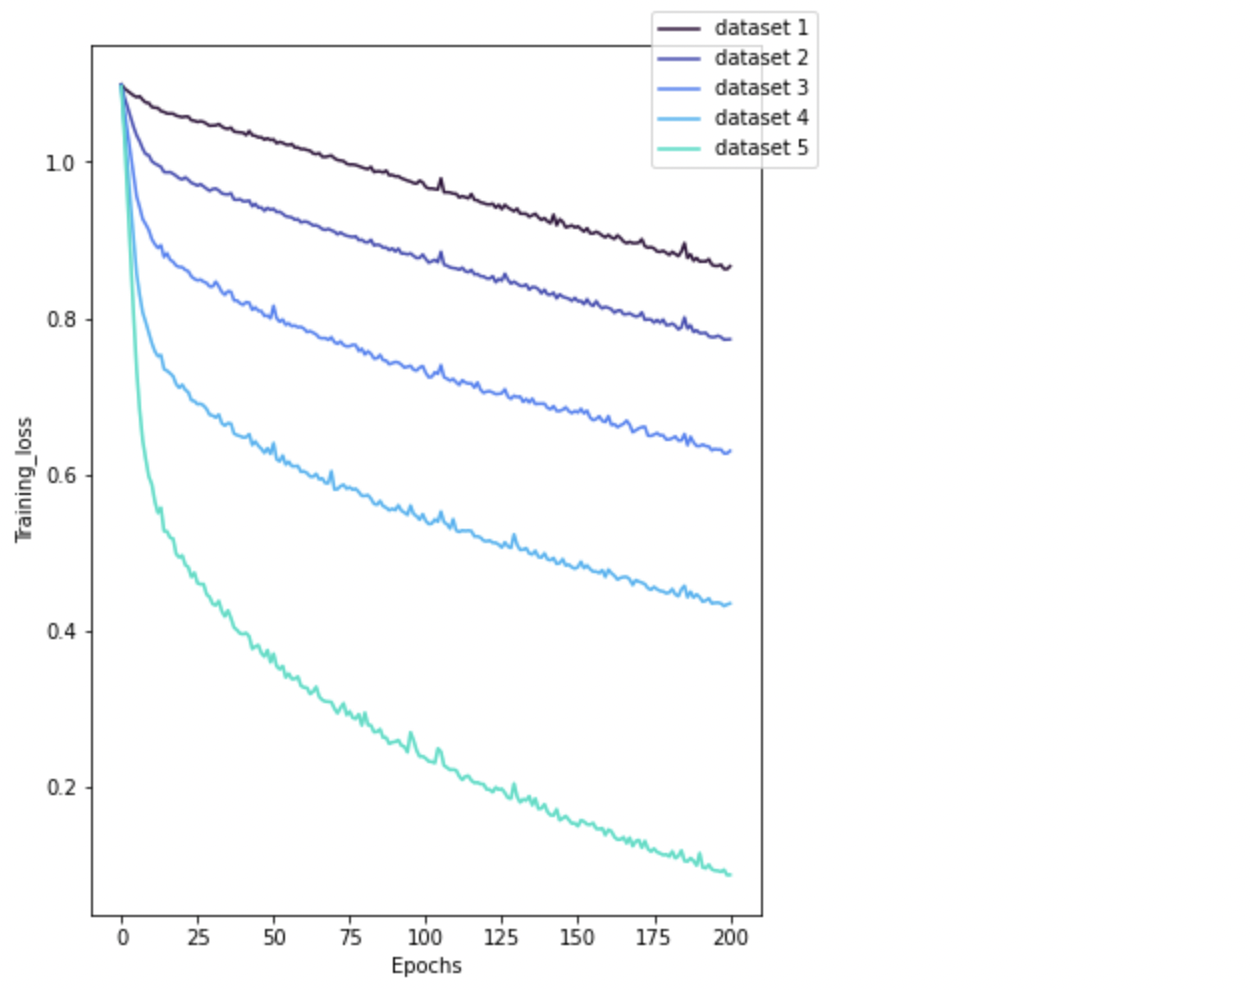 dataset 1
dataset 2
dataset 3
dataset 4
dataset 5
1.0
0.8
0.6
0.4
0.2
Training_loss
0 25 50 75 100 125 150 175 200
Epochs